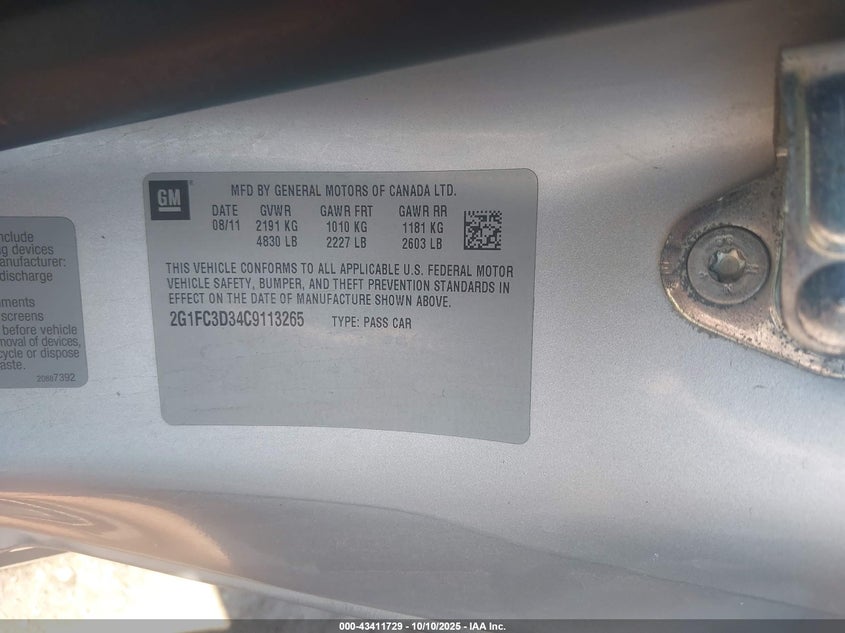 GM
MFD BY GENERAL MOTORS OF CANADA LTD.
DATE GVWR GAWR FRT GAWR RR
08/11 2191 KG 1010 KG 1181 KG
4830 LB 2227 LB 2603 LB
THIS VEHICLE CONFORMS TO ALL APPLICABLE U.S. FEDERAL MOTOR
VEHICLE SAFETY, BUMPER, AND THEFT PREVENTION STANDARDS IN
EFFECT ON THE DATE OF MANUFACTURE SHOWN ABOVE.
2G1FC3D34C9113265 TYPE: PASS CAR
include
ng devices
manufacturer:
discharge
ments
screens
before vehicle
moval of devices,
cycle or dispose
aste.
20887392
000-43411729 - 10/10/2025 - IAA Inc.